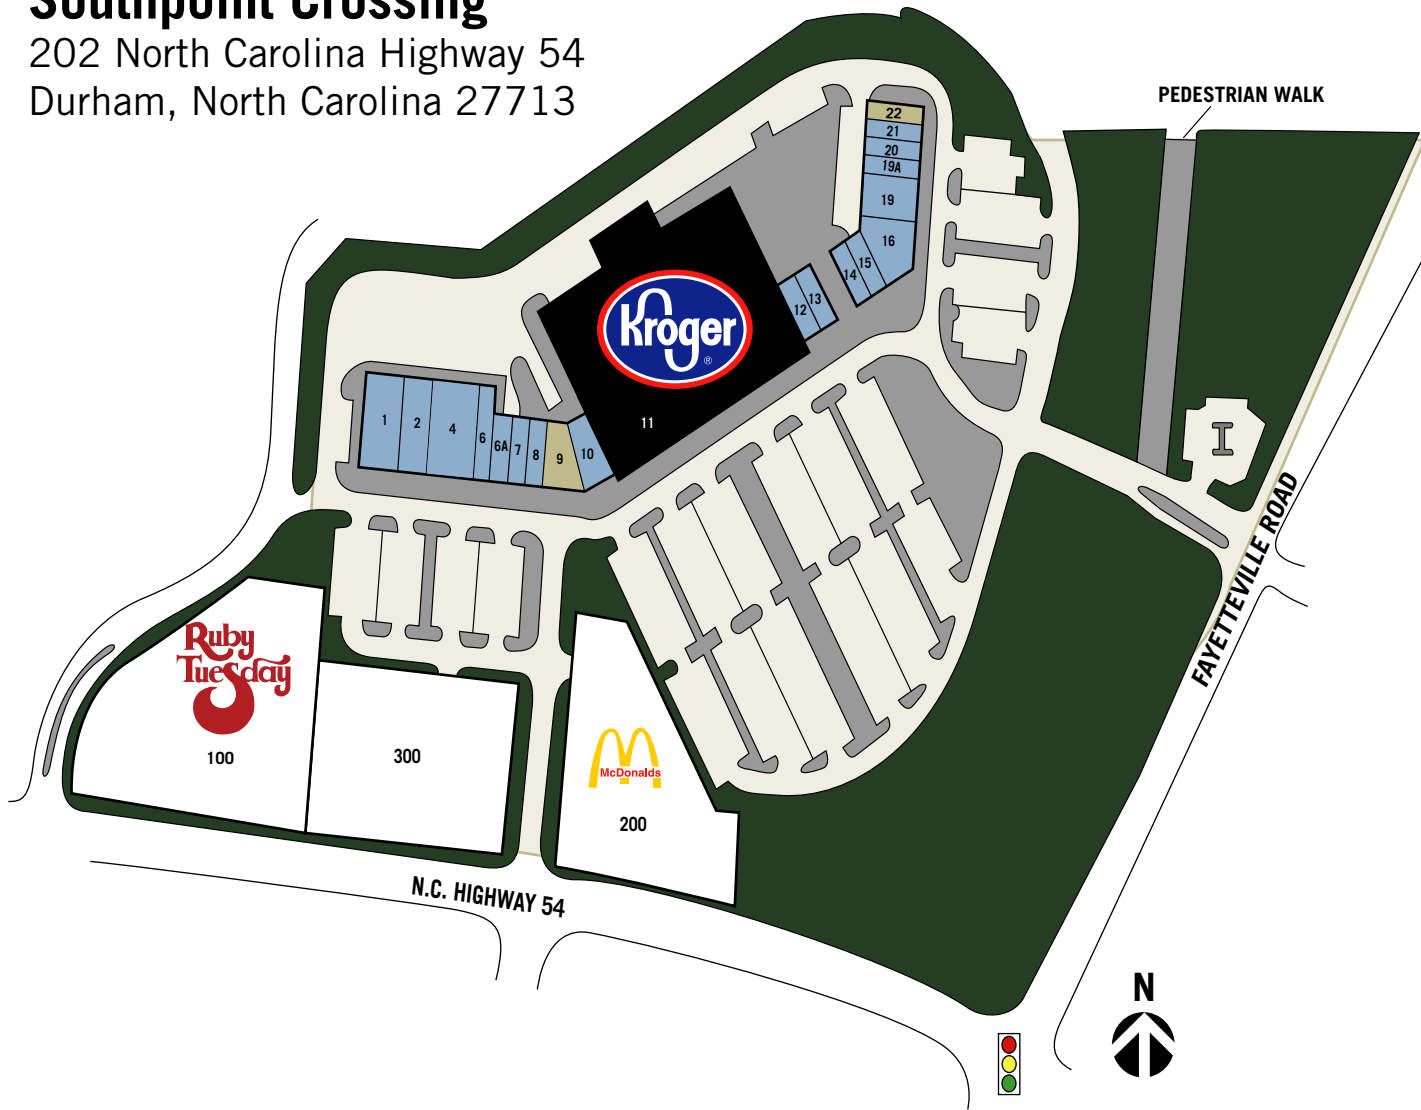 Southpoint Crossing
202 North Carolina Highway 54
Durham, North Carolina 27713
PEDESTRIAN WALK
22
21
20
19A
19
16
15
14
13
12
Kroger
®
11
1
2
4
6
6A
7
8
9
10
Ruby
Tuesday
100
300
McDonalds
200
FAYETTEVILLE ROAD
N.C. HIGHWAY 54
N